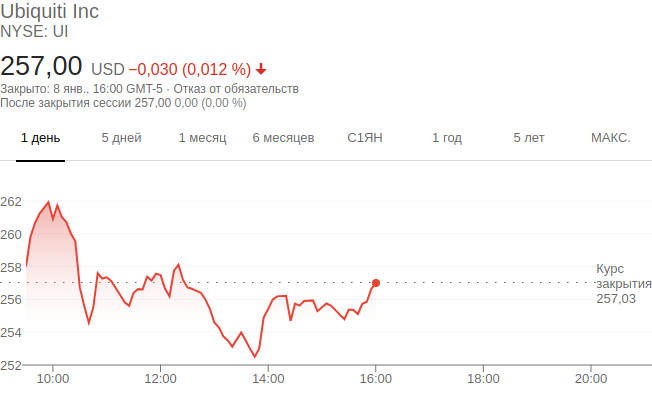 Ubiquiti Inc
NYSE: UI
257,00 USD −0,030 (0,012 %)
Закрыто: 8 янв., 16:00 GMT-5 · Отказ от обязательств
После закрытия сессии 257,00 0,00 (0,00 %)
1 день 5 дней 1 месяц 6 месяцев С1ЯН 1 год 5 лет МАКС.
262
260
258
256
254
252
Курс
закрытия
257,03
10:00 12:00 14:00 16:00 18:00 20:00